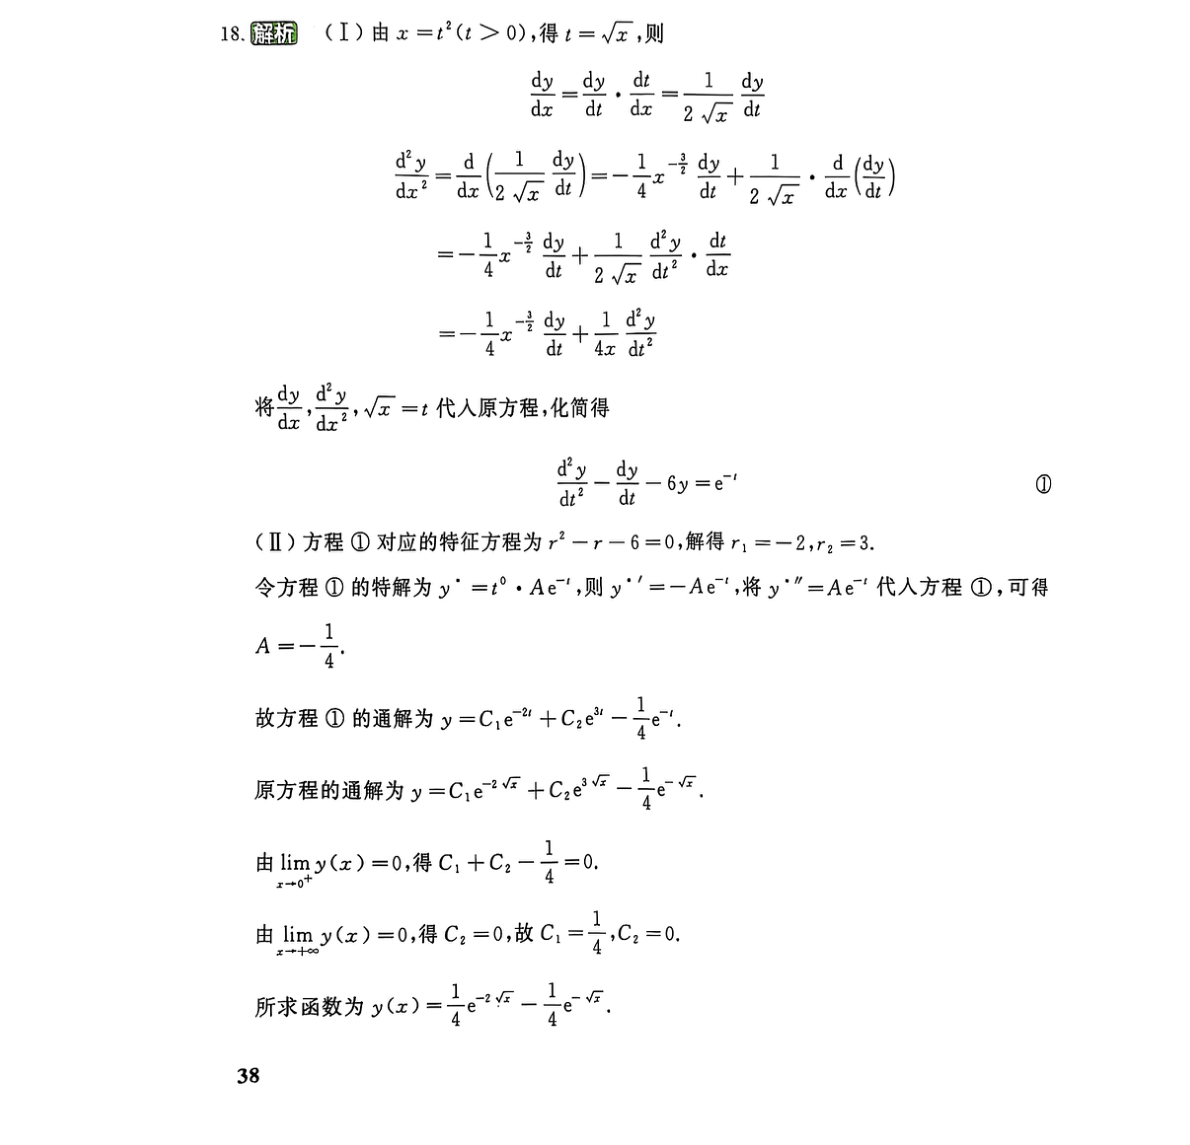 18. 解析 (Ⅰ)由 x=t²(t>0),得 t=√x,则
dy/dx=dy/dt·dt/dx=1/(2√x) dy/dt
d²y/dx²=d/dx(1/(2√x) dy/dt)=-1/4 x^(-3/2) dy/dt+1/(2√x)·d/dx(dy/dt)
=-1/4 x^(-3/2) dy/dt+1/(2√x) d²y/dt²·dt/dx
=-1/4 x^(-3/2) dy/dt+1/(4x) d²y/dt²
将dy/dx,d²y/dx²,√x=t 代入原方程,化简得
d²y/dt²-dy/dt-6y=e^(-t) ①
(Ⅱ)方程 ① 对应的特征方程为 r²-r-6=0,解得 r₁=-2,r₂=3.
令方程 ① 的特解为 y*=t⁰·Ae^(-t),则 y*′=-Ae^(-t),将 y*″=Ae^(-t) 代入方程 ①,可得
A=-1/4.
故方程 ① 的通解为 y=C₁e^(-2t)+C₂e^(3t)-1/4 e^(-t).
原方程的通解为 y=C₁e^(-2√x)+C₂e^(3√x)-1/4 e^(-√x).
由 lim x→0⁺ y(x)=0,得 C₁+C₂-1/4=0.
由 lim x→+∞ y(x)=0,得 C₂=0,故 C₁=1/4,C₂=0.
所求函数为 y(x)=1/4 e^(-2√x)-1/4 e^(-√x).
38